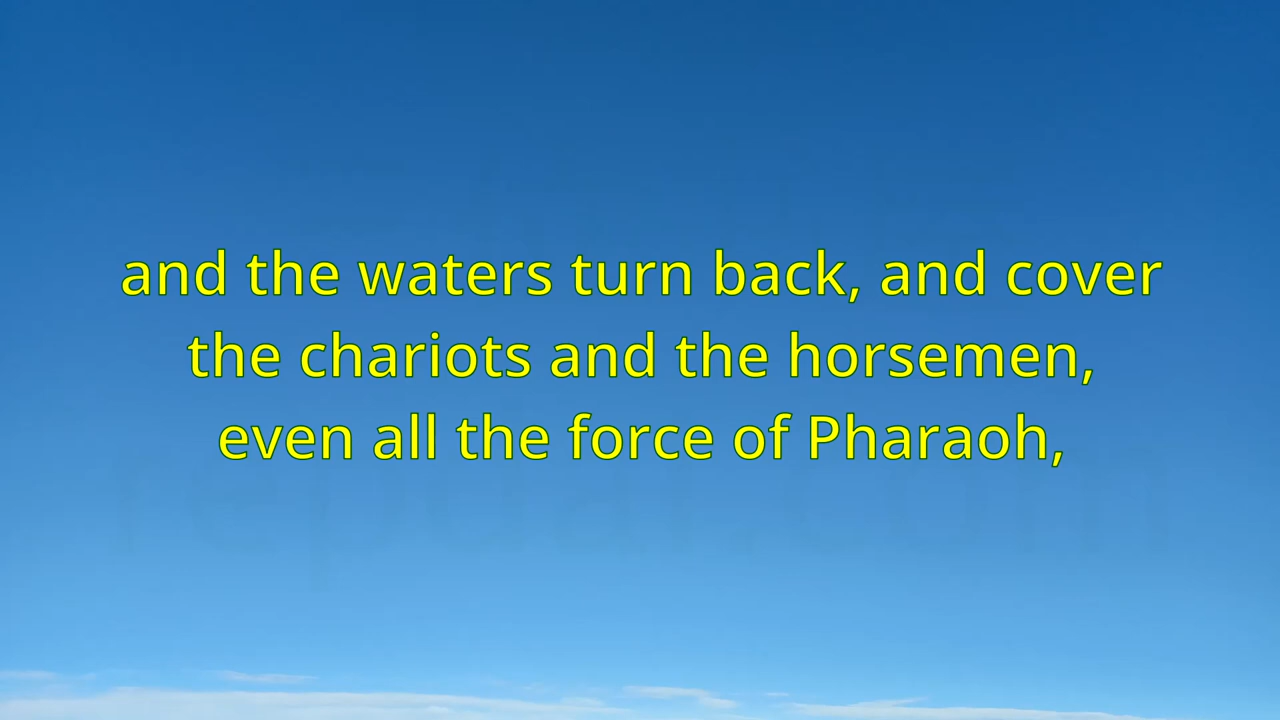 and the waters turn back, and cover
the chariots and the horsemen,
even all the force of Pharaoh,